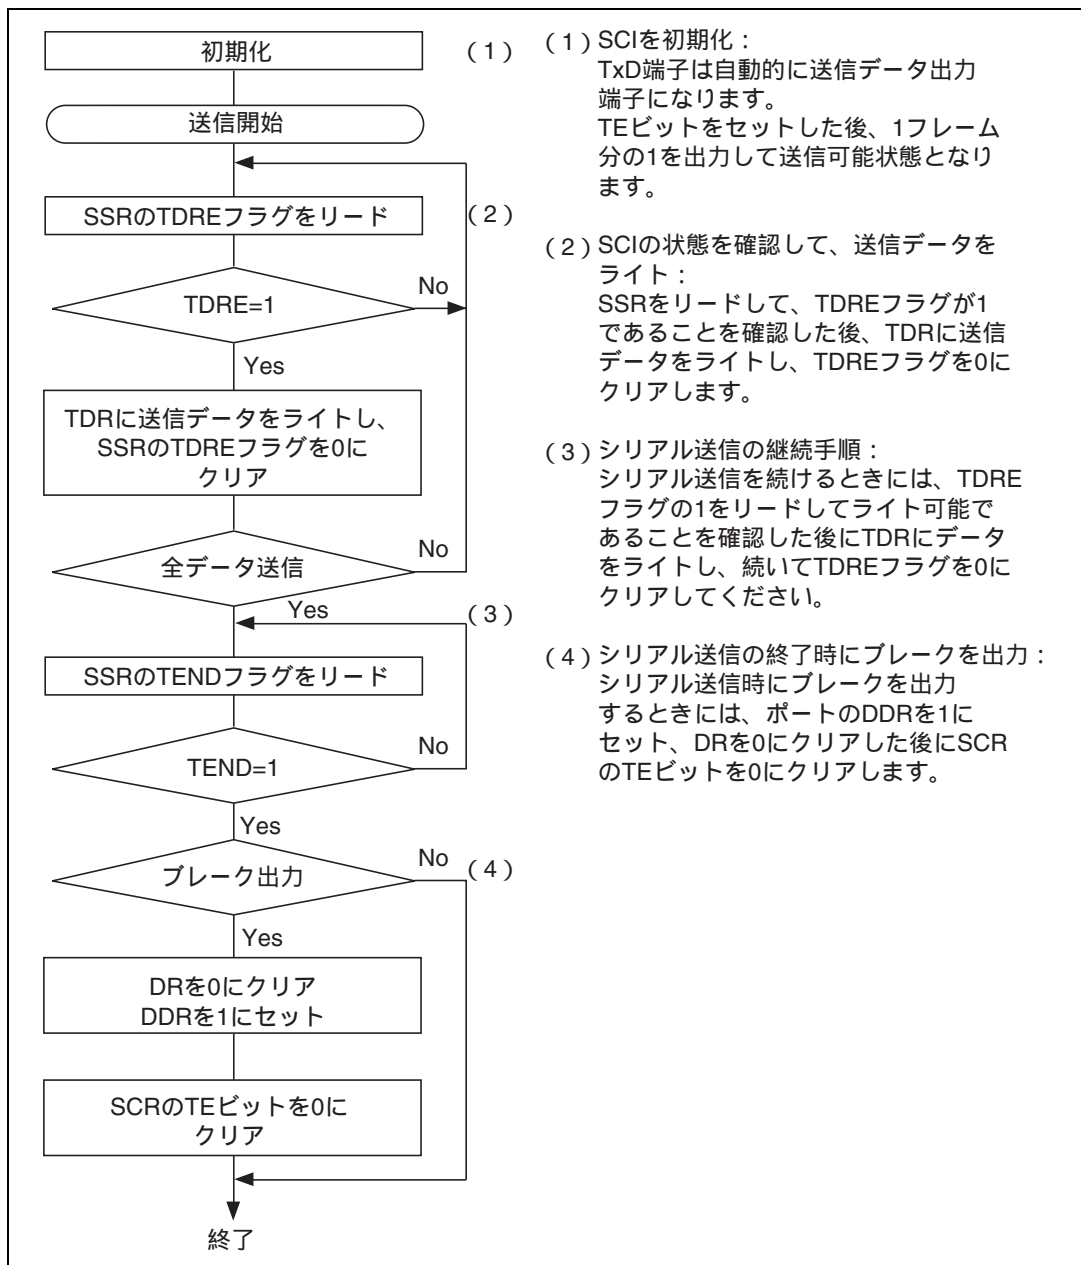 初期化
(1)
送信開始
SSRのTDREフラグをリード
(2)
TDRE=1
No
Yes
TDRに送信データをライトし、
SSRのTDREフラグを0に
クリア
全データ送信
No
Yes
(3)
SSRのTENDフラグをリード
TEND=1
No
Yes
ブレーク出力
No
(4)
Yes
DRを0にクリア
DDRを1にセット
SCRのTEビットを0に
クリア
終了
(1)SCIを初期化:
TxD端子は自動的に送信データ出力
端子になります。
TEビットをセットした後、1フレーム
分の1を出力して送信可能状態となり
ます。
(2)SCIの状態を確認して、送信データを
ライト:
SSRをリードして、TDREフラグが1
であることを確認した後、TDRに送信
データをライトし、TDREフラグを0に
クリアします。
(3)シリアル送信の継続手順:
シリアル送信を続けるときには、TDRE
フラグの1をリードしてライト可能で
あることを確認した後にTDRにデータ
をライトし、続いてTDREフラグを0に
クリアしてください。
(4)シリアル送信の終了時にブレークを出力:
シリアル送信時にブレークを出力
するときには、ポートのDDRを1に
セット、DRを0にクリアした後にSCR
のTEビットを0にクリアします。